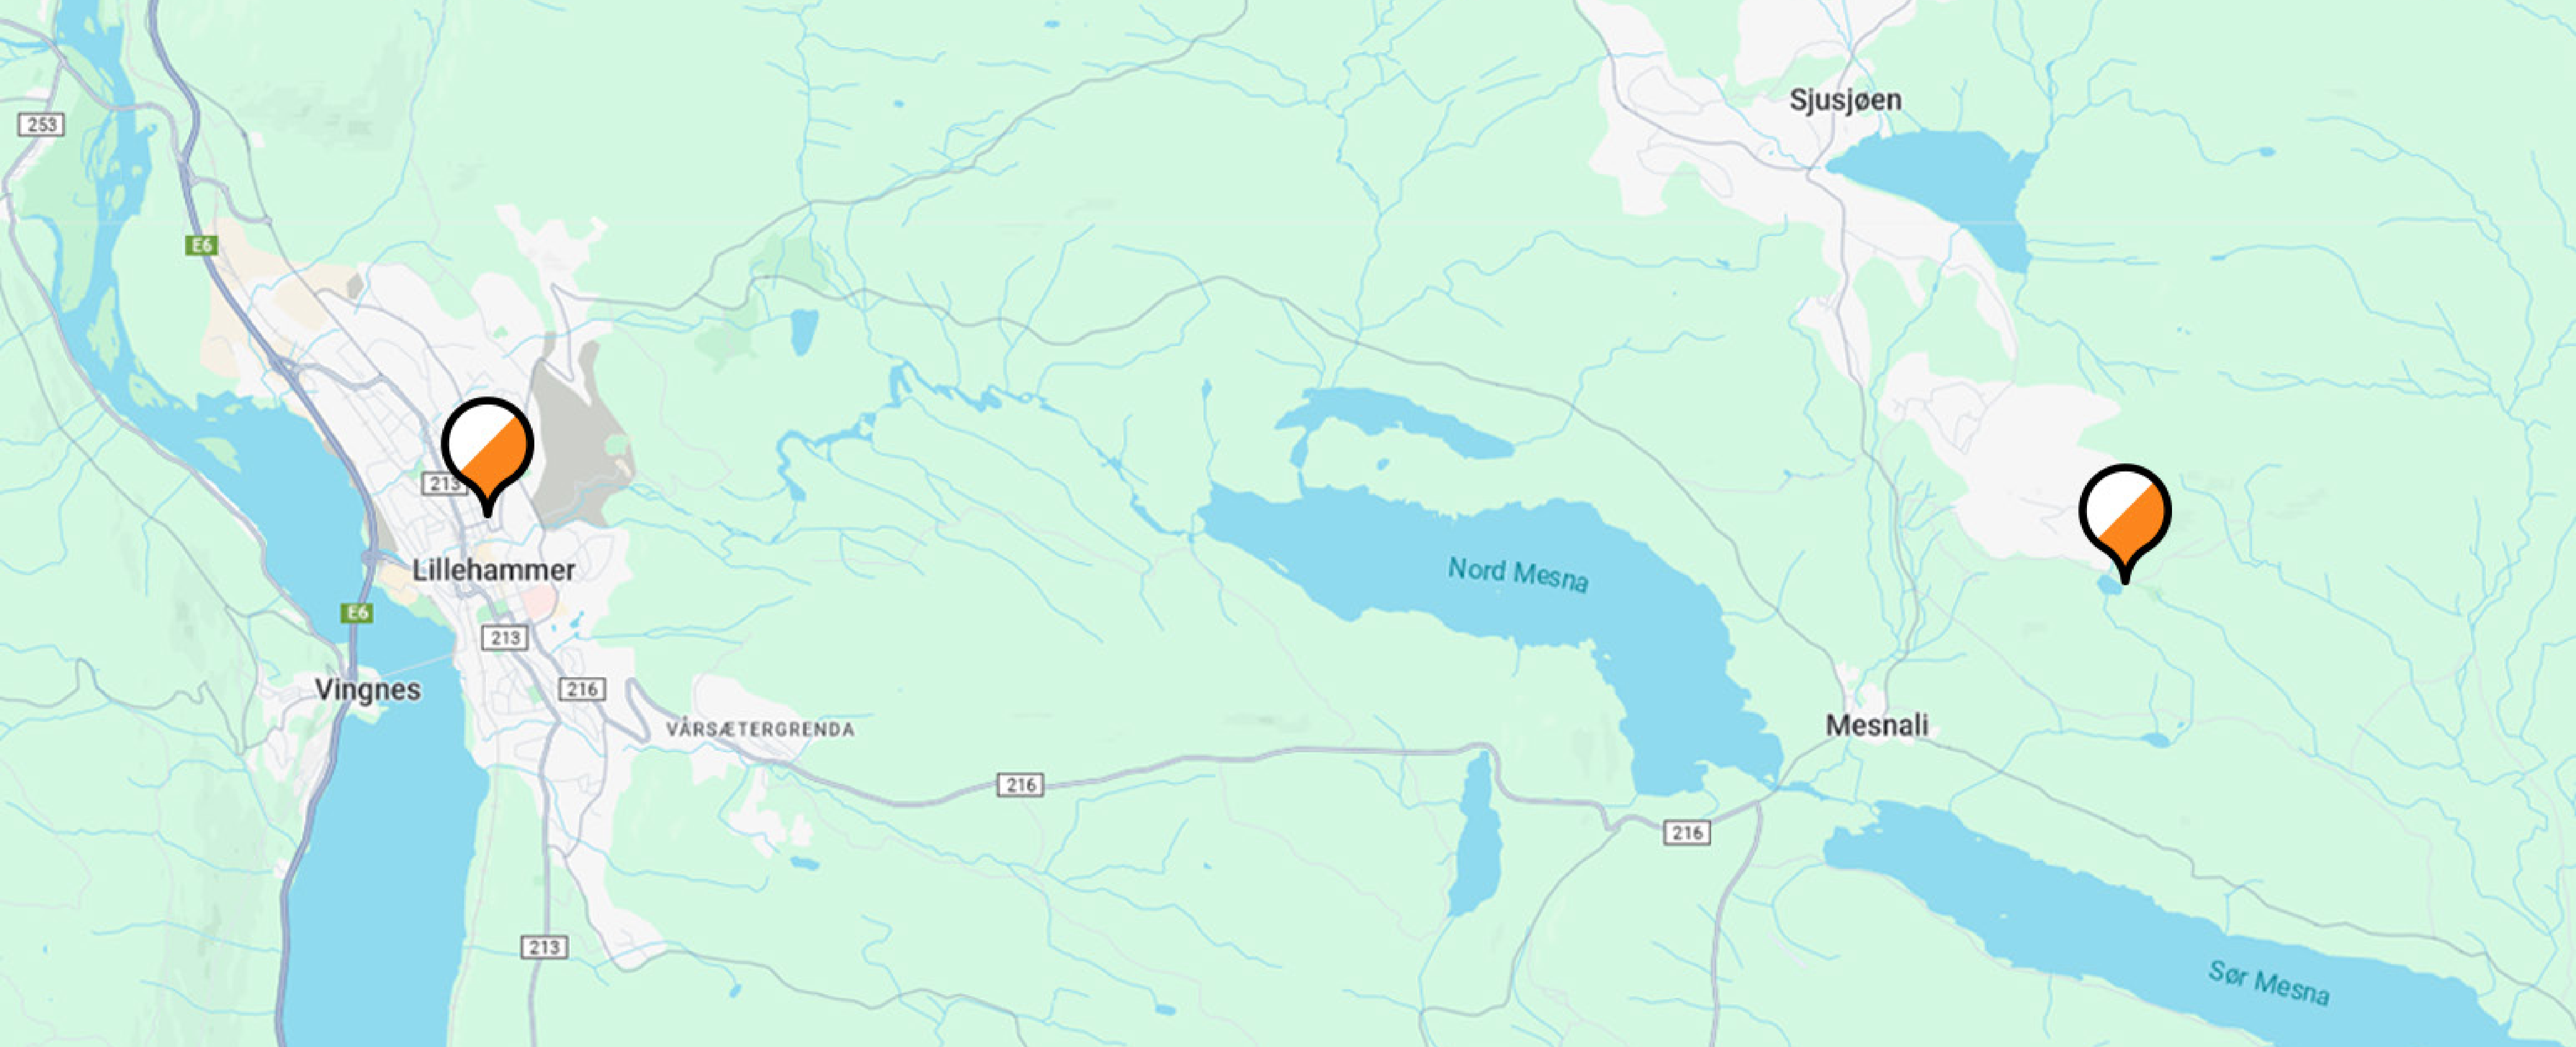 Sjusjøen
253
E6
213
Lillehammer
Nord Mesna
E6
213
Vingnes
216
VÅRSÆTERGRENDA
Mesnali
216
216
213
Sør Mesna